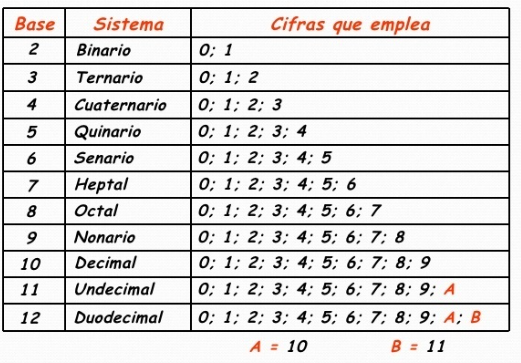 Base Sistema Cifras que emplea
2 Binario 0; 1
3 Ternario 0; 1; 2
4 Cuaternario 0; 1; 2; 3
5 Quinario 0; 1; 2; 3; 4
6 Senario 0; 1; 2; 3; 4; 5
7 Heptal 0; 1; 2; 3; 4; 5; 6
8 Octal 0; 1; 2; 3; 4; 5; 6; 7
9 Nonario 0; 1; 2; 3; 4; 5; 6; 7; 8
10 Decimal 0; 1; 2; 3; 4; 5; 6; 7; 8; 9
11 Undecimal 0; 1; 2; 3; 4; 5; 6; 7; 8; 9; A
12 Duodecimal 0; 1; 2; 3; 4; 5; 6; 7; 8; 9; A; B
A = 10 B = 11